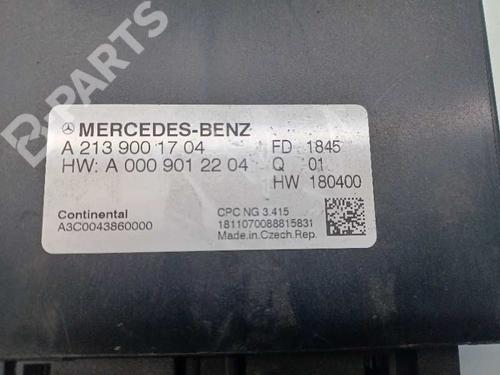 B-PARTS
MERCEDES-BENZ
A 213 900 17 04 FD 1845
HW: A 000 901 22 04 Q 01
HW 180400
Continental CPC NG 3.415
A3C0043860000 1811070088815831
Made.in.Czech.Rep.